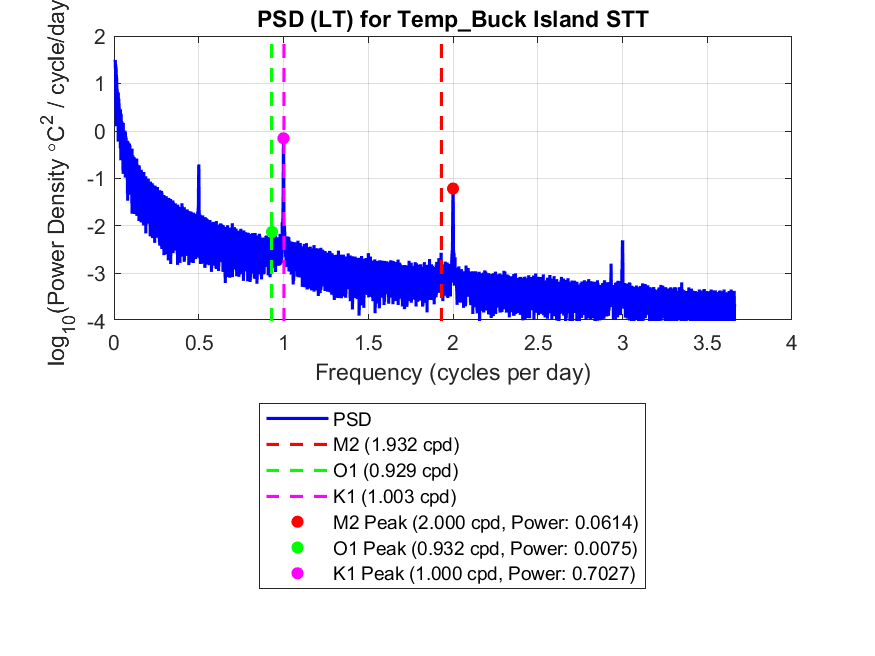 PSD (LT) for Temp_Buck Island STT
log10(Power Density °C2 / cycle/day
2
1
0
-1
-2
-3
-4
0
0.5
1
1.5
2
2.5
3
3.5
4
Frequency (cycles per day)
PSD
M2 (1.932 cpd)
O1 (0.929 cpd)
K1 (1.003 cpd)
M2 Peak (2.000 cpd, Power: 0.0614)
O1 Peak (0.932 cpd, Power: 0.0075)
K1 Peak (1.000 cpd, Power: 0.7027)